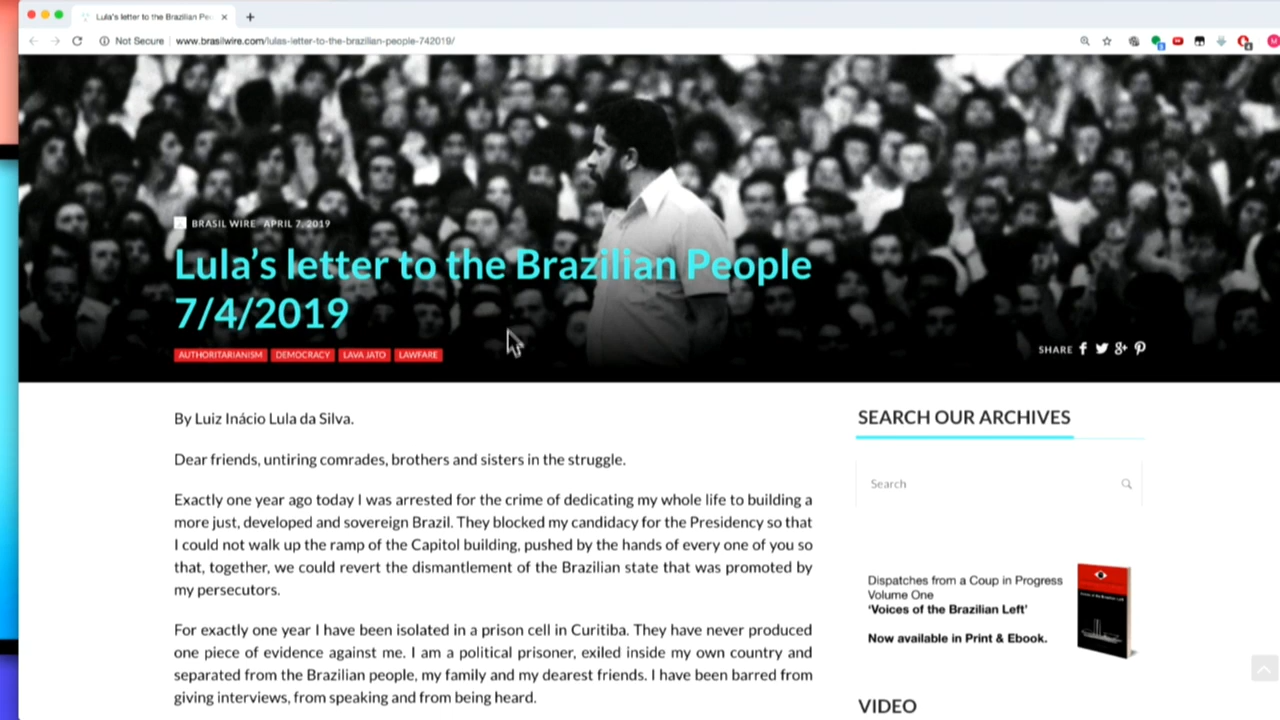 Lula's letter to the Brazilian Pe
Not Secure
www.brasilwire.com/lulas-letter-to-the-brazilian-people-742019/
BRASIL WIRE APRIL 7, 2019
Lula's letter to the Brazilian People
7/4/2019
AUTHORITARIANISM DEMOCRACY LAVA JATO LAWFARE
SHARE
By Luiz Inácio Lula da Silva.
Dear friends, untiring comrades, brothers and sisters in the struggle.
Exactly one year ago today I was arrested for the crime of dedicating my whole life to building a
more just, developed and sovereign Brazil. They blocked my candidacy for the Presidency so that
I could not walk up the ramp of the Capitol building, pushed by the hands of every one of you so
that, together, we could revert the dismantlement of the Brazilian state that was promoted by
my persecutors.
For exactly one year I have been isolated in a prison cell in Curitiba. They have never produced
one piece of evidence against me. I am a political prisoner, exiled inside my own country and
separated from the Brazilian people, my family and my dearest friends. I have been barred from
giving interviews, from speaking and from being heard.
SEARCH OUR ARCHIVES
Search
Dispatches from a Coup in Progress
Volume One
'Voices of the Brazilian Left'
Now available in Print & Ebook.
VIDEO